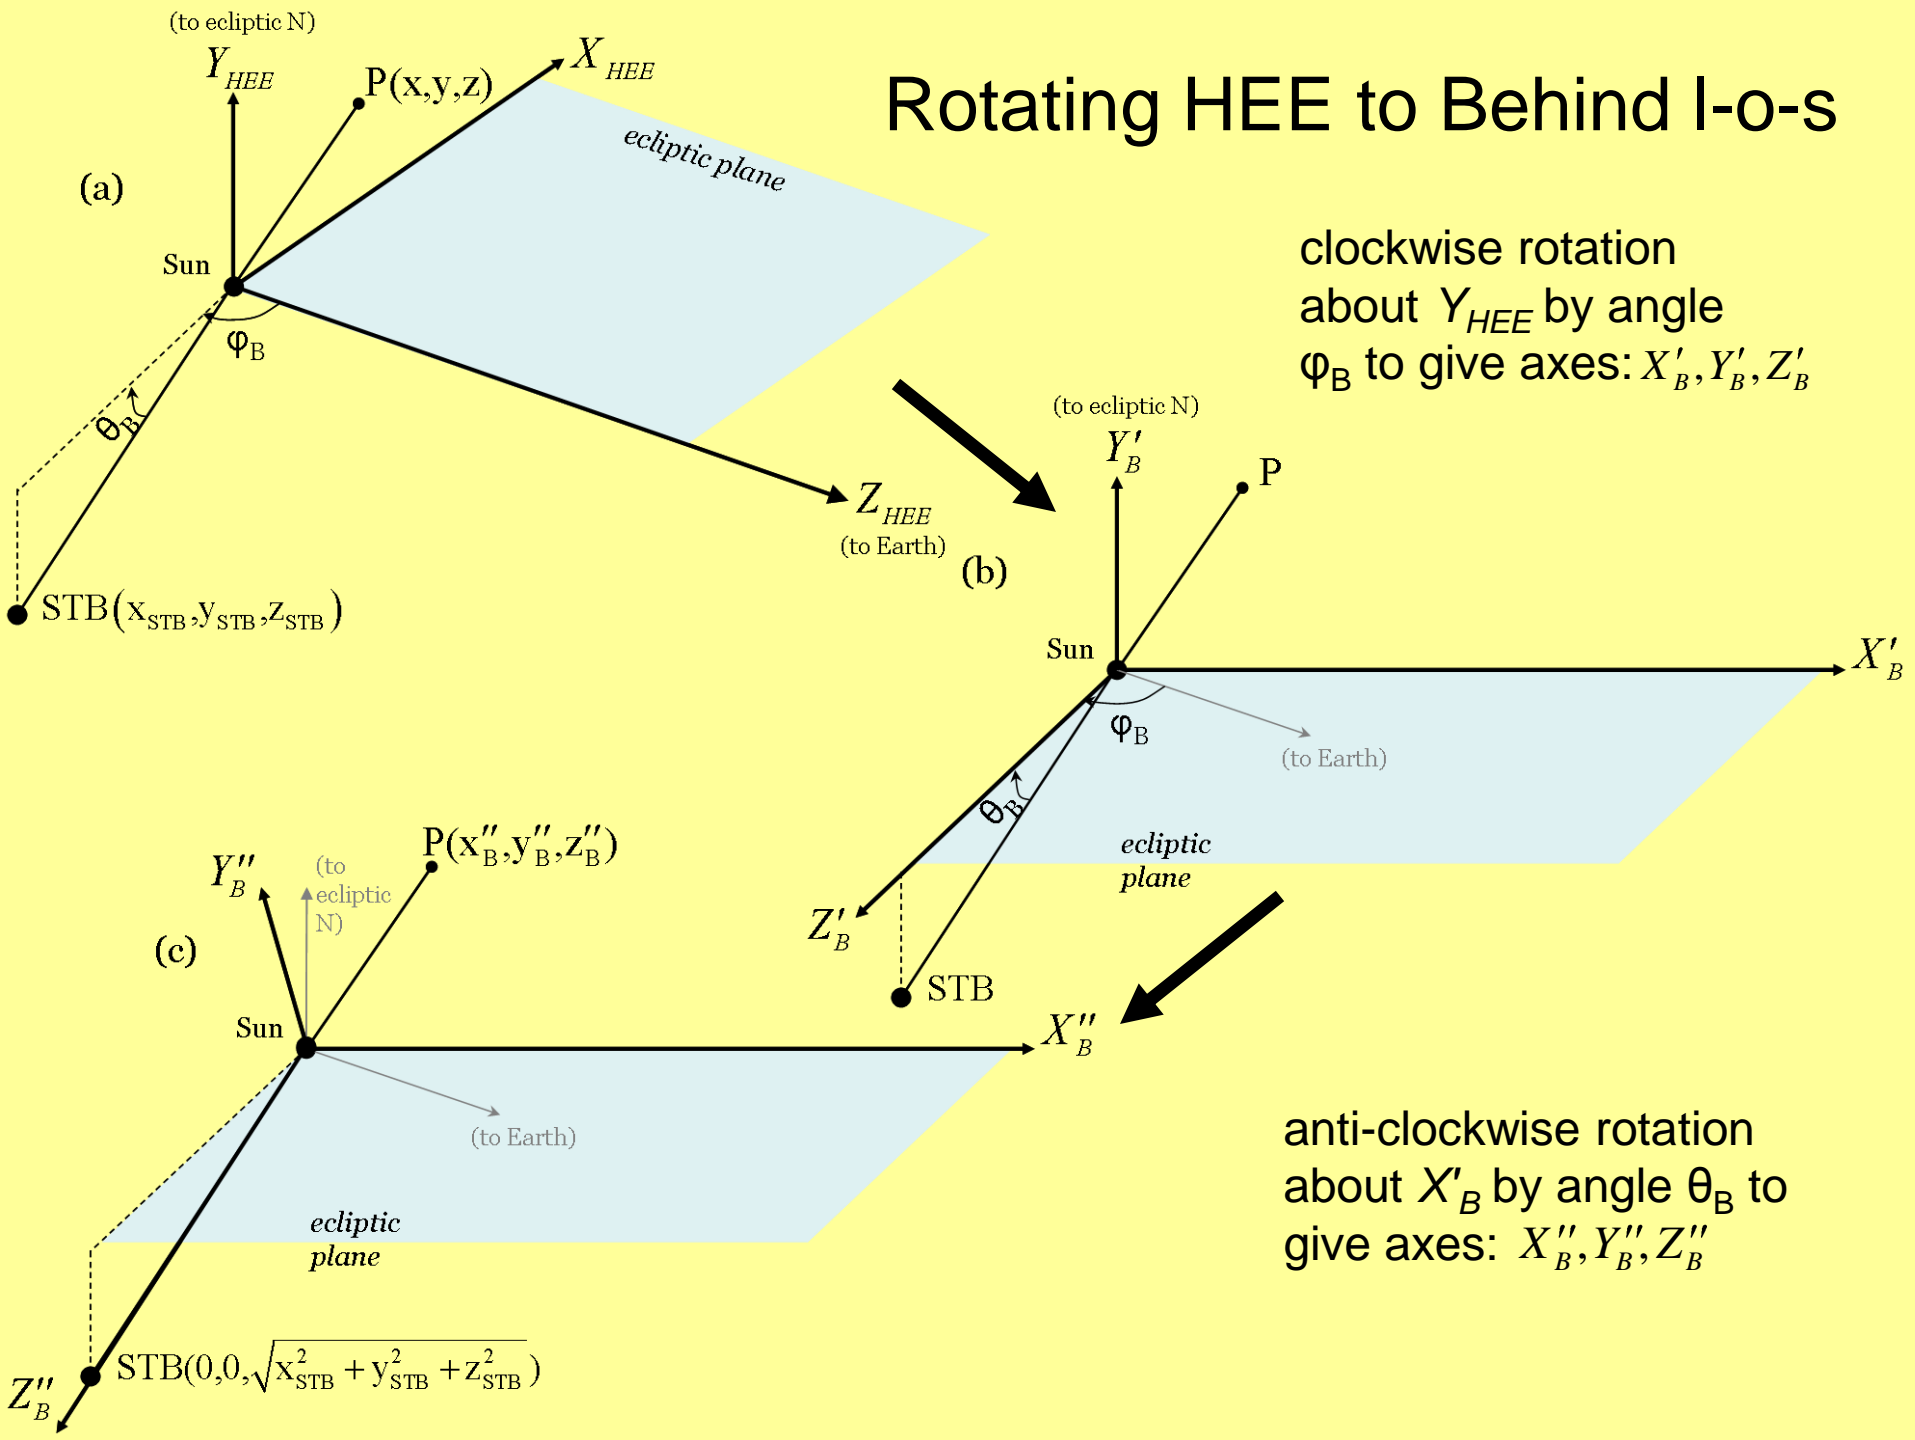 Rotating HEE to Behind l-o-s
(to ecliptic N)
Y_HEE
P(x,y,z)
X_HEE
ecliptic plane
(a)
Sun
φ_B
θ_B
Z_HEE
(to Earth)
STB(x_STB,y_STB,z_STB)
clockwise rotation
about Y_HEE by angle
φ_B to give axes: X′_B,Y′_B,Z′_B
(to ecliptic N)
Y′_B
P
(b)
Sun
X′_B
φ_B
(to Earth)
θ_B
ecliptic
plane
Z′_B
STB
Y″_B
(to
ecliptic
N)
P(x″_B,y″_B,z″_B)
(c)
Sun
X″_B
(to Earth)
ecliptic
plane
STB(0,0,√x²_STB + y²_STB + z²_STB)
Z″_B
anti-clockwise rotation
about X′_B by angle θ_B to
give axes: X″_B,Y″_B,Z″_B